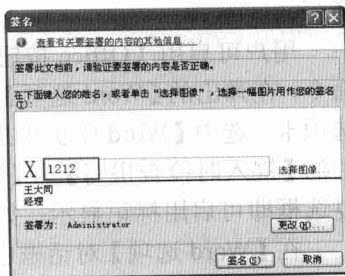 签名
查看有关要签署的内容的其他信息...
签署此文档前，请验证要签署的内容是否正确。
在下面键入您的姓名，或者单击“选择图像”，选择一幅图片用作您的签名
(I):
X 1212
选择图像
王大同
经理
签署为: Administrator
更改(H)...
签名(S)
取消